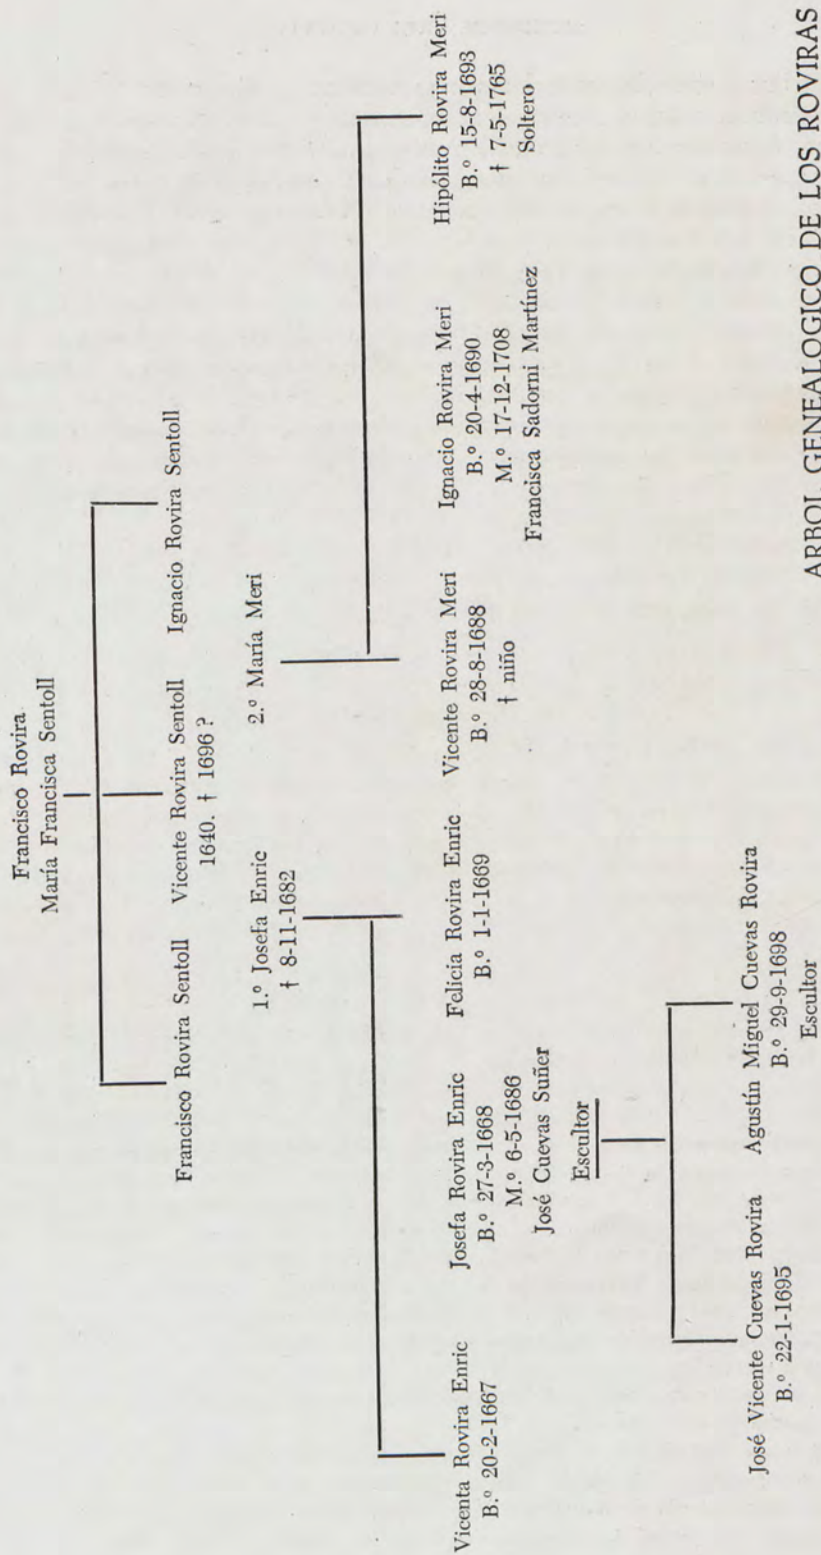 Francisco Rovira
María Francisca Sentoll
Francisco Rovira Sentoll
Vicente Rovira Sentoll
1640. † 1696 ?
Ignacio Rovira Sentoll
1.º Josefa Enric
† 8-11-1682
2.º María Meri
Vicenta Rovira Enric
B.º 20-2-1667
Josefa Rovira Enric
B.º 27-3-1668
M.º 6-5-1686
José Cuevas Suñer
Escultor
Felicia Rovira Enric
B.º 1-1-1669
Vicente Rovira Meri
B.º 28-8-1688
† niño
Ignacio Rovira Meri
B.º 20-4-1690
M.º 17-12-1708
Francisca Sadorni Martínez
Hipólito Rovira Meri
B.º 15-8-1693
† 7-5-1765
Soltero
José Vicente Cuevas Rovira
B.º 22-1-1695
Agustín Miguel Cuevas Rovira
B.º 29-9-1698
Escultor
ARBOL GENEALOGICO DE LOS ROVIRAS